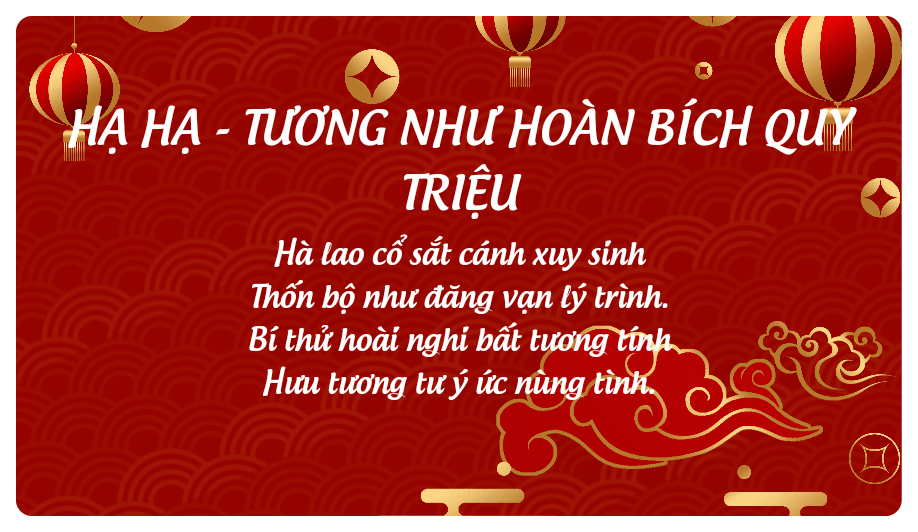 HẠ HẠ - TƯƠNG NHƯ HOÀN BÍCH QUY
TRIỆU
Hà lao cổ sắt cánh xuy sinh
Thốn bộ như đăng vạn lý trình.
Bí thử hoài nghi bất tương tính
Hưu tương tư ý ức nùng tình.